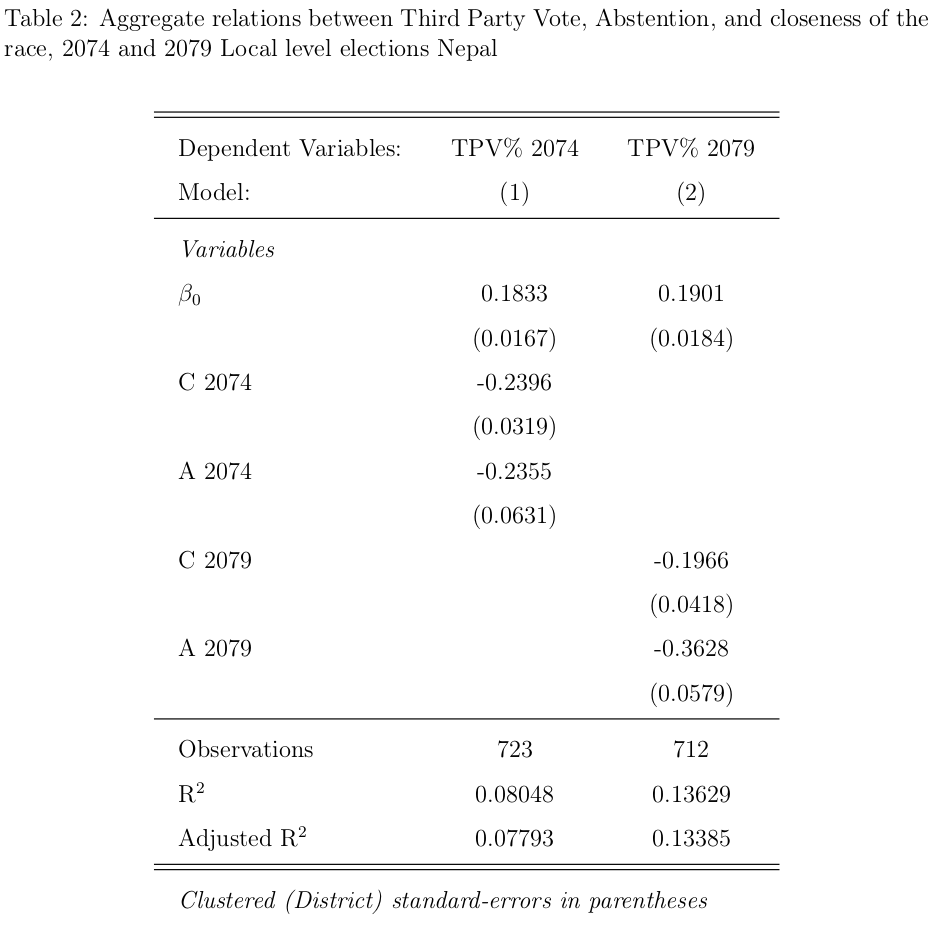 Table 2: Aggregate relations between Third Party Vote, Abstention, and closeness of the
race, 2074 and 2079 Local level elections Nepal
Dependent Variables: TPV% 2074 TPV% 2079
Model: (1) (2)
Variables
β₀ 0.1833 0.1901
(0.0167) (0.0184)
C 2074 -0.2396
(0.0319)
A 2074 -0.2355
(0.0631)
C 2079 -0.1966
(0.0418)
A 2079 -0.3628
(0.0579)
Observations 723 712
R² 0.08048 0.13629
Adjusted R² 0.07793 0.13385
Clustered (District) standard-errors in parentheses